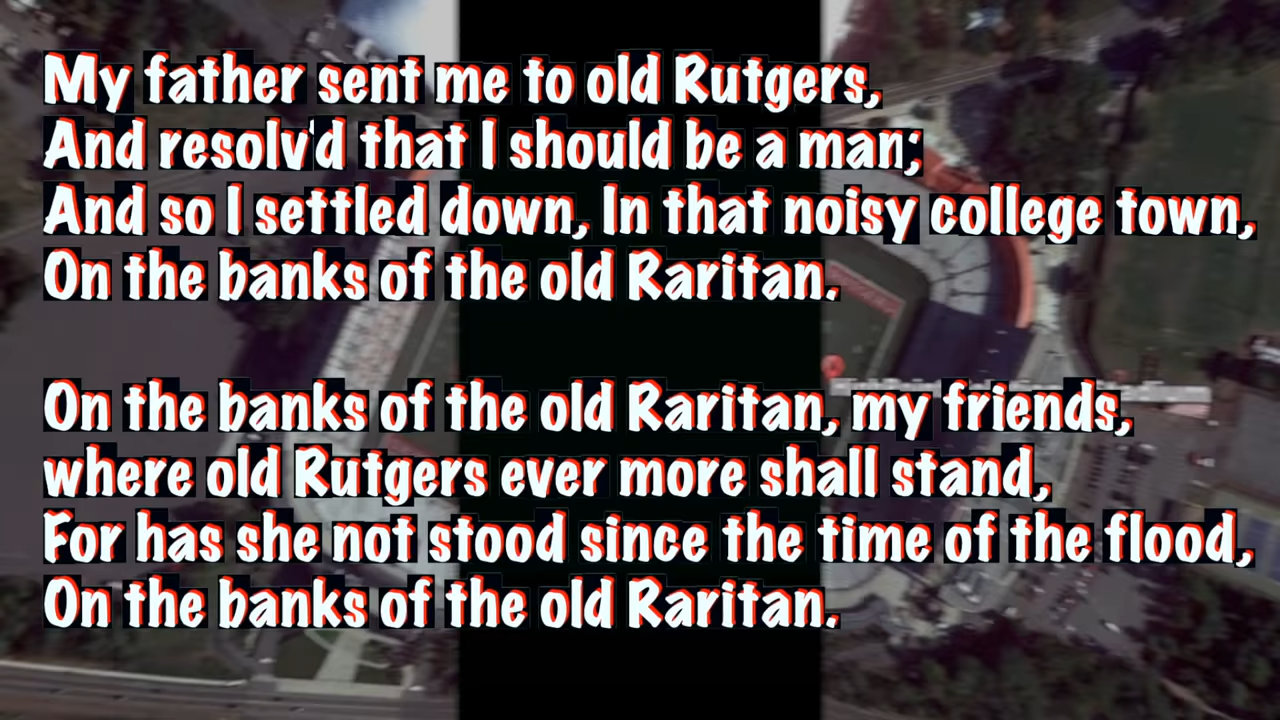 My father sent me to old Rutgers,
And resolv'd that I should be a man;
And so I settled down, In that noisy college town,
On the banks of the old Raritan.
On the banks of the old Raritan, my friends,
where old Rutgers ever more shall stand,
For has she not stood since the time of the flood,
On the banks of the old Raritan.